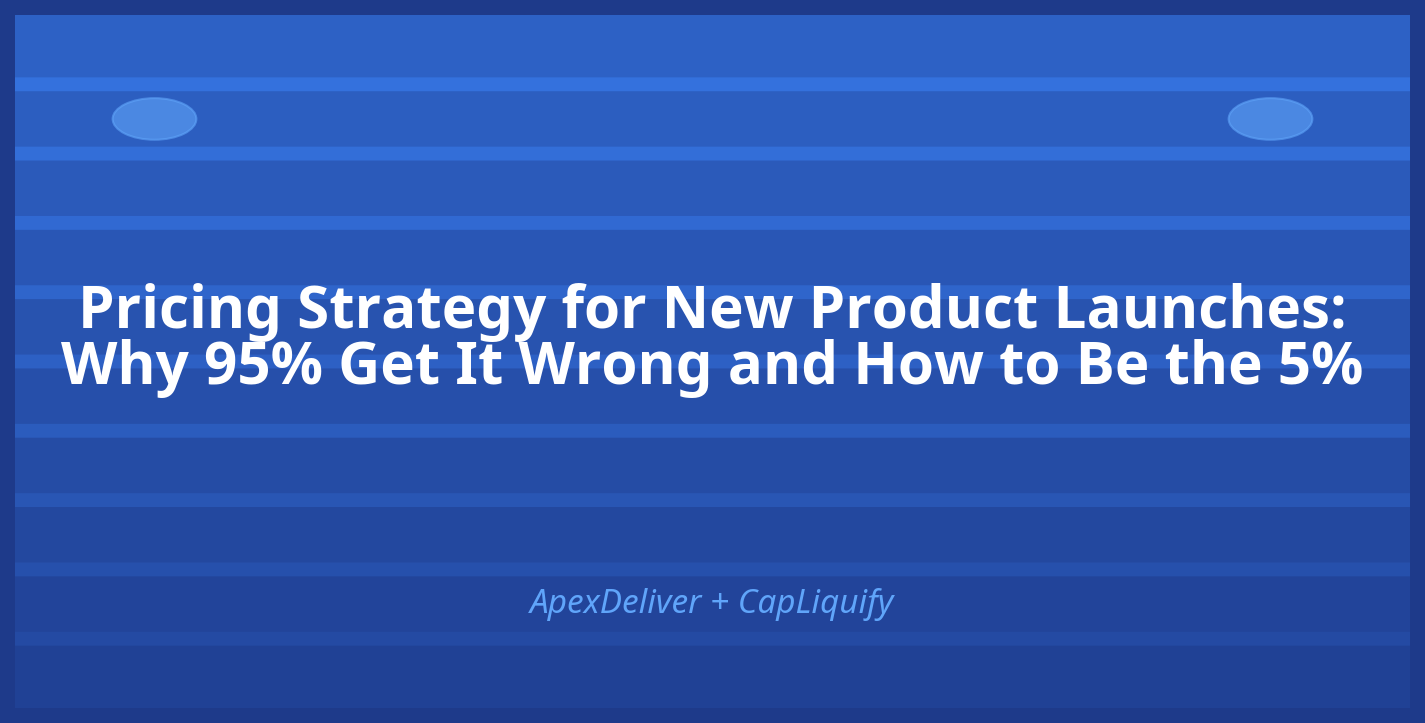 Pricing Strategy for New Product Launches:
Why 95% Get It Wrong and How to Be the 5%
ApexDeliver + CapLiquify